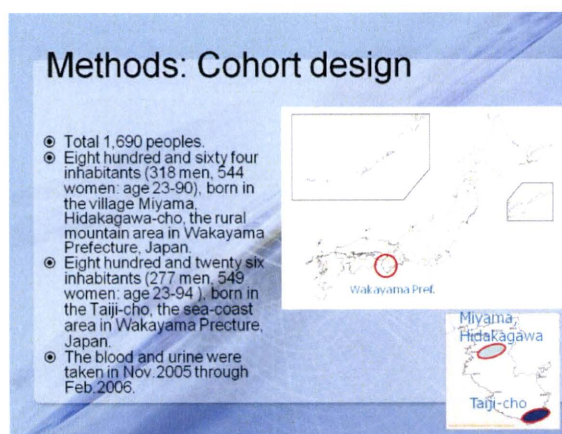 Methods: Cohort design
Total 1,690 peoples.
Eight hundred and sixty four
inhabitants (318 men, 544
women: age 23-90), born in
the village Miyama,
Hidakagawa-cho, the rural
mountain area in Wakayama
Prefecture, Japan.
Eight hundred and twenty six
inhabitants (277 men, 549
women: age 23-94 ), born in
the Taiji-cho, the sea-coast
area in Wakayama Precture,
Japan.
The blood and urine were
taken in Nov.2005 through
Feb.2006.
Wakayama Pref.
Miyama,
Hidakagawa
Taiji-cho